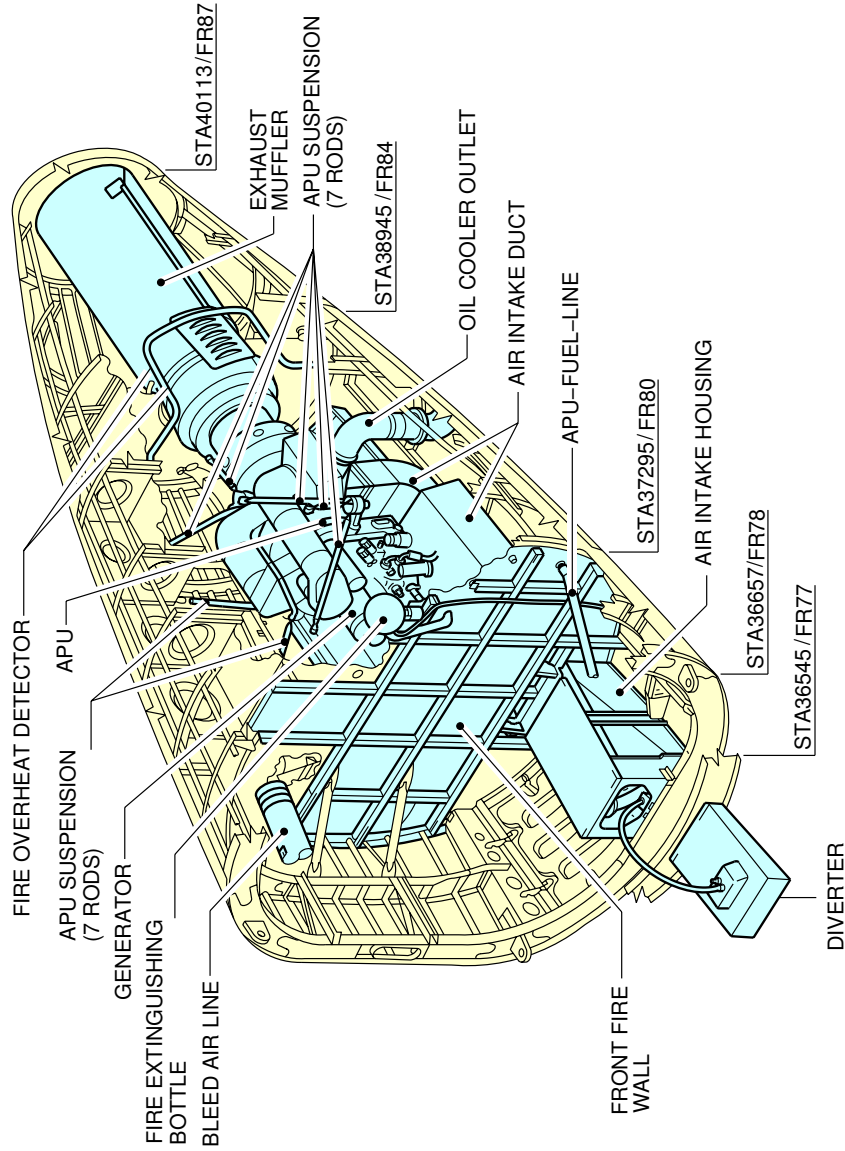 FIRE OVERHEAT DETECTOR
APU
APU SUSPENSION
(7 RODS)
GENERATOR
FIRE EXTINGUISHING
BOTTLE
BLEED AIR LINE
FRONT FIRE
WALL
DIVERTER
STA40113/FR87
EXHAUST
MUFFLER
APU SUSPENSION
(7 RODS)
STA38945/FR84
OIL COOLER OUTLET
AIR INTAKE DUCT
APU-FUEL-LINE
STA37295/FR80
AIR INTAKE HOUSING
STA36657/FR78
STA36545/FR77